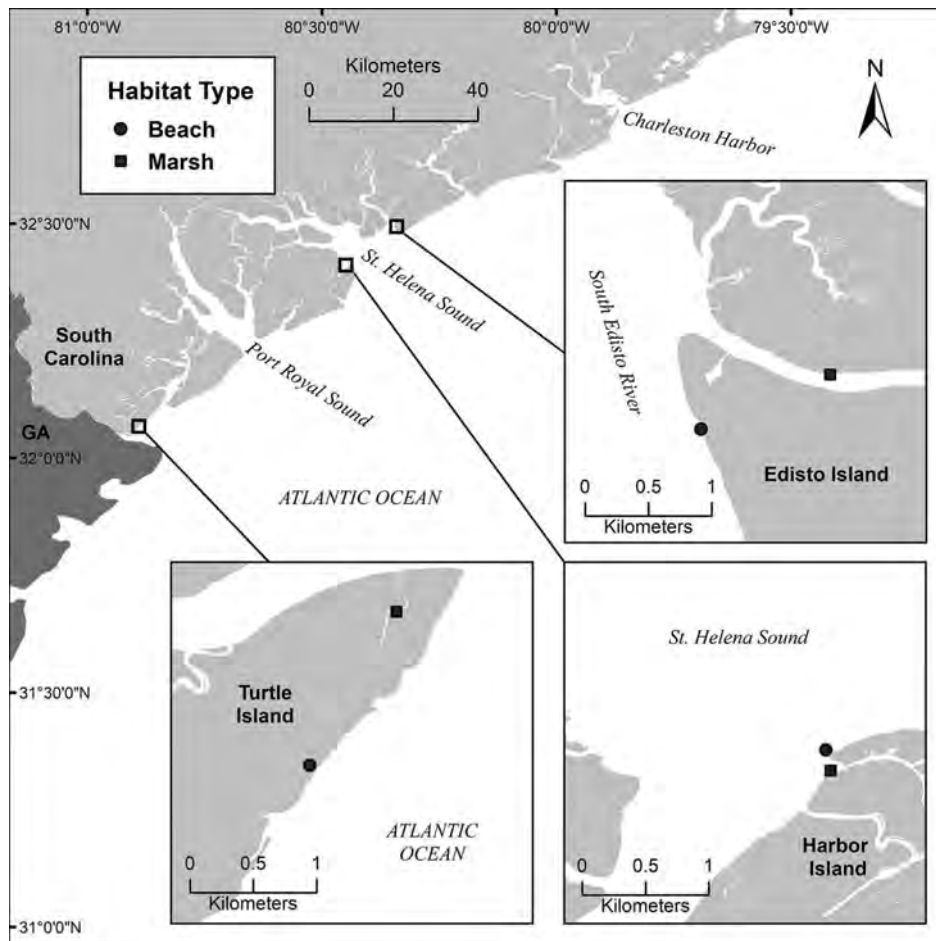 81°0'0"W
80°30'0"W
80°0'0"W
79°30'0"W
Habitat Type
Beach
Marsh
Kilometers
0 20 40
N
Charleston Harbor
32°30'0"N
St. Helena Sound
South
Carolina
Port Royal Sound
GA
32°0'0"N
ATLANTIC OCEAN
31°30'0"N
31°0'0"N
South Edisto River
0 0.5 1
Kilometers
Edisto Island
Turtle
Island
ATLANTIC
OCEAN
0 0.5 1
Kilometers
St. Helena Sound
Harbor
Island
0 0.5 1
Kilometers